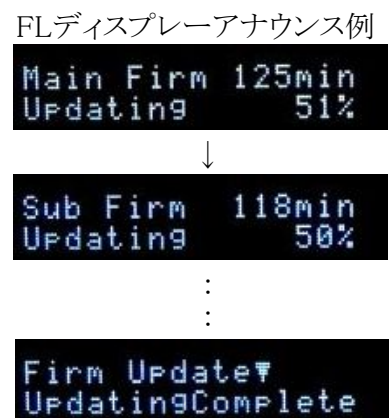 FLディスプレーアナウンス例
Main Firm 125min
Updating 51%
↓
Sub Firm 118min
Updating 50%
:
:
Firm Update▼
UpdatingComplete